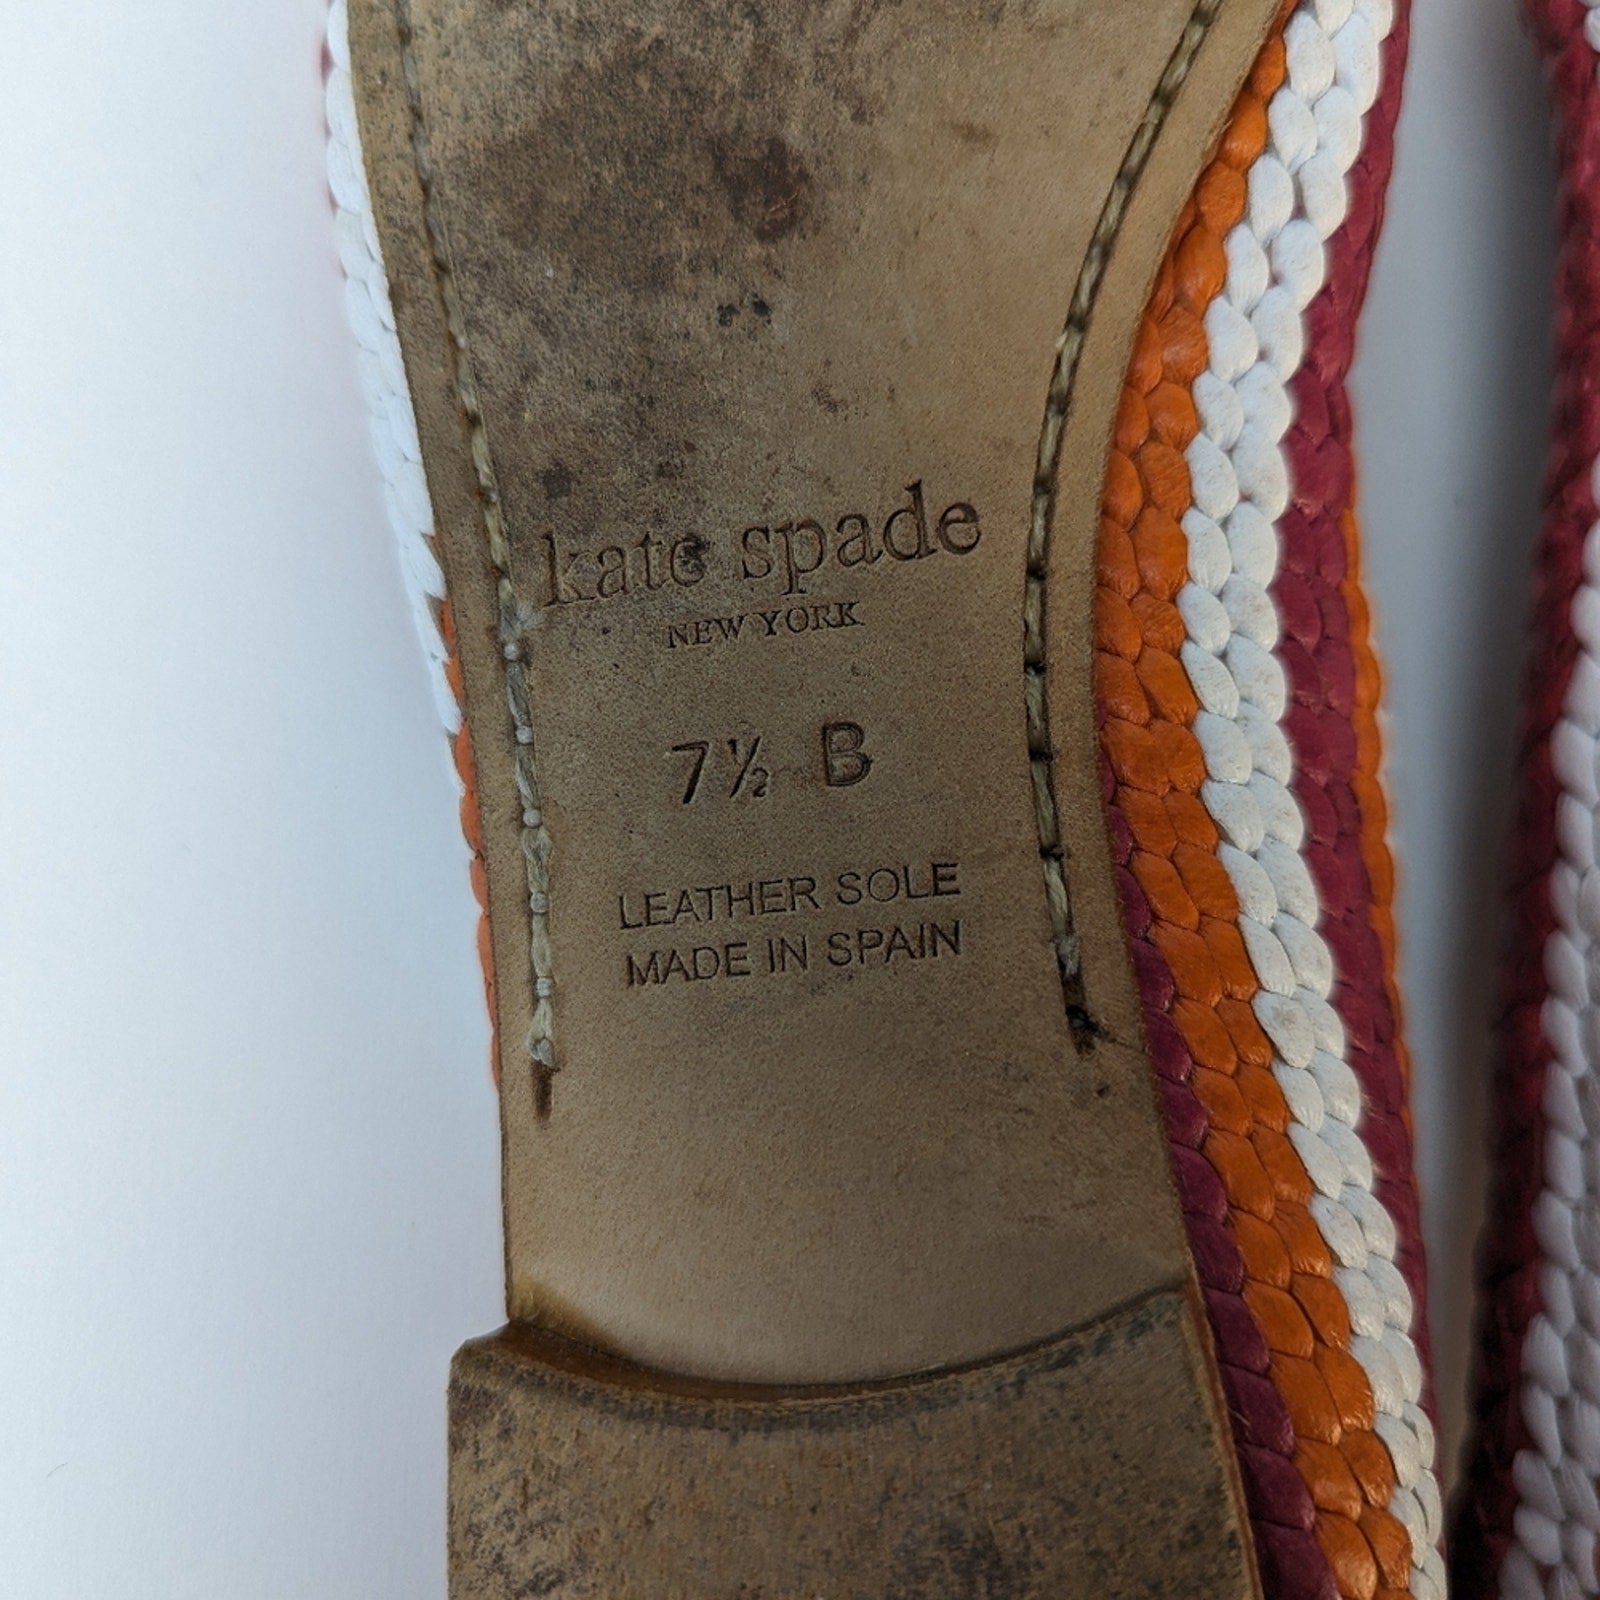 kate spade
NEW YORK
7½ B
LEATHER SOLE
MADE IN SPAIN